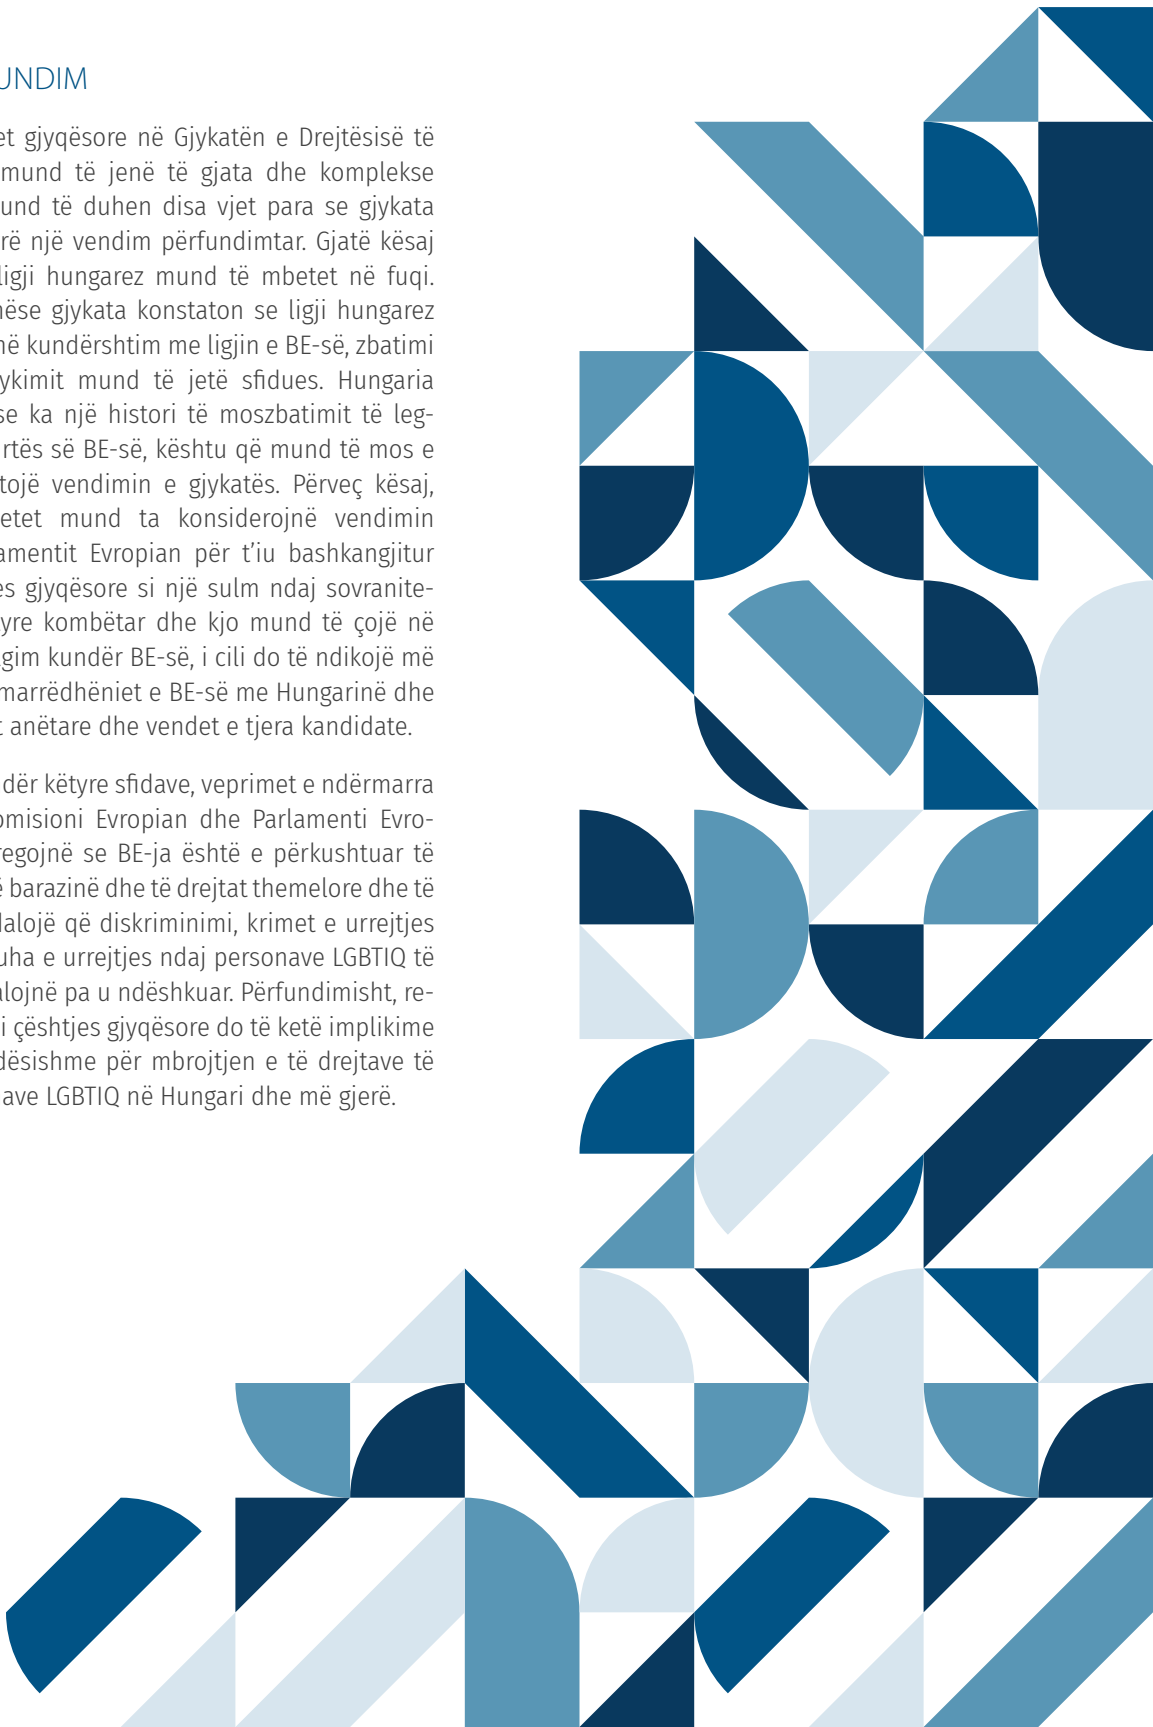 UNDIM
et gjyqësore në Gjykatën e Drejtësisë të
mund të jenë të gjata dhe komplekse
und të duhen disa vjet para se gjykata
rë një vendim përfundimtar. Gjatë kësaj
ligji hungarez mund të mbetet në fuqi.
nëse gjykata konstaton se ligji hungarez
në kundërshtim me ligjin e BE-së, zbatimi
ykimit mund të jetë sfidues. Hungaria
se ka një histori të moszbatimit të leg-
rtës së BE-së, kështu që mund të mos e
tojë vendimin e gjykatës. Përveç kësaj,
etet mund ta konsiderojnë vendimin
amentit Evropian për t’iu bashkangjitur
es gjyqësore si një sulm ndaj sovranite-
yre kombëtar dhe kjo mund të çojë në
gim kundër BE-së, i cili do të ndikojë më
marrëdhëniet e BE-së me Hungarinë dhe
t anëtare dhe vendet e tjera kandidate.
dër këtyre sfidave, veprimet e ndërmarra
omisioni Evropian dhe Parlamenti Evro-
regojnë se BE-ja është e përkushtuar të
ë barazinë dhe të drejtat themelore dhe të
dalojë që diskriminimi, krimet e urrejtjes
uha e urrejtjes ndaj personave LGBTIQ të
alojnë pa u ndëshkuar. Përfundimisht, re-
i çështjes gjyqësore do të ketë implikime
dësishme për mbrojtjen e të drejtave të
ave LGBTIQ në Hungari dhe më gjerë.